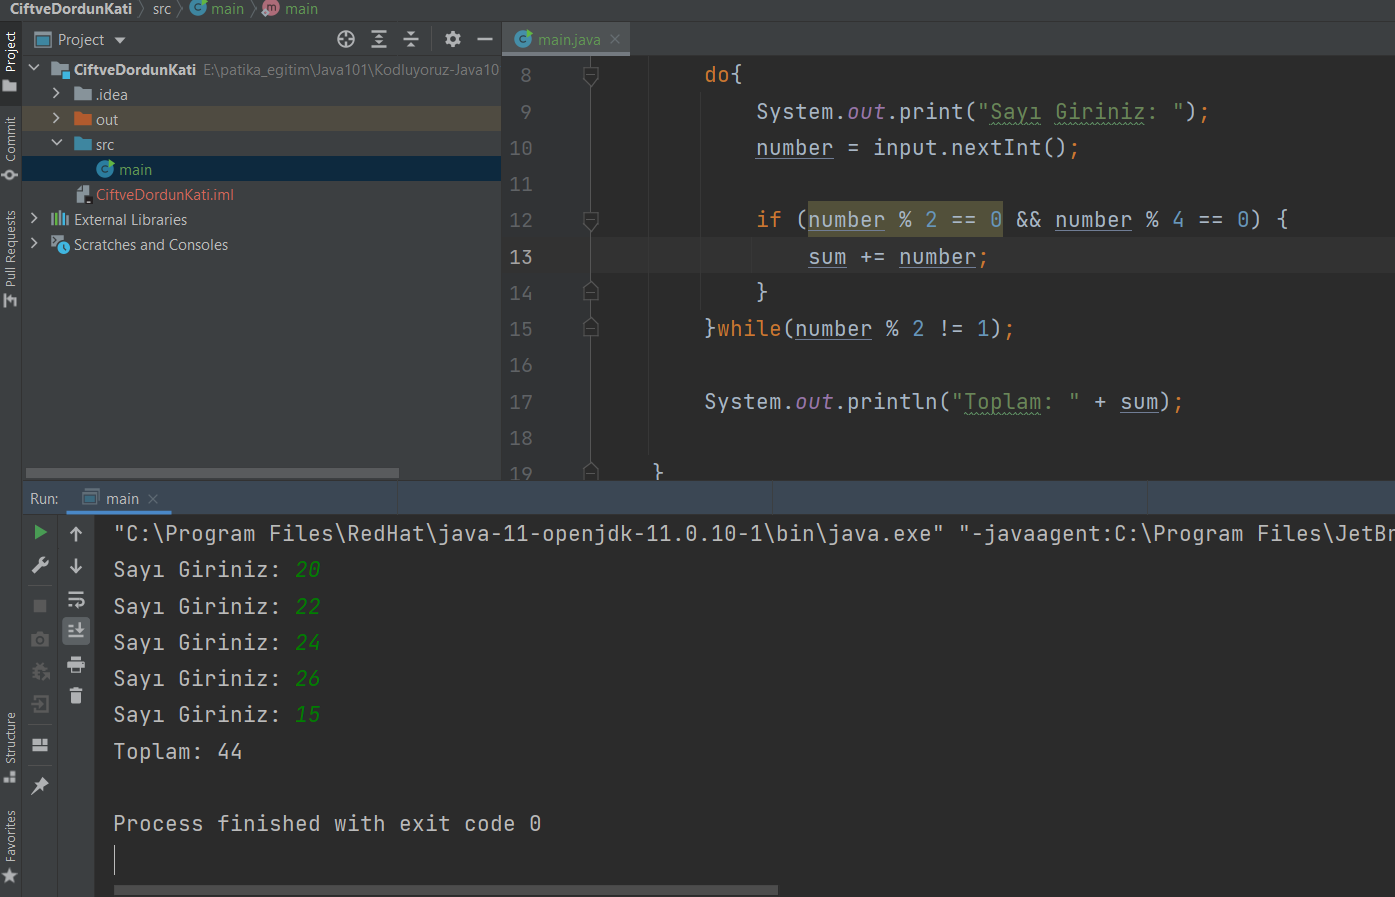 CiftveDordunKati src main main
Project
main.java
CiftveDordunKati E:\patika_egitim\Java101\Kodluyoruz-Java10
.idea
out
src
main
CiftveDordunKati.iml
External Libraries
Scratches and Consoles
Project
Commit
Pull Requests
Structure
Favorites
8 do{
9 System.out.print("Sayı Giriniz: ");
10 number = input.nextInt();
11
12 if (number % 2 == 0 && number % 4 == 0) {
13 sum += number;
14 }
15 }while(number % 2 != 1);
16
17 System.out.println("Toplam: " + sum);
18
19 }
Run: main
"C:\Program Files\RedHat\java-11-openjdk-11.0.10-1\bin\java.exe" "-javaagent:C:\Program Files\JetBr
Sayı Giriniz: 20
Sayı Giriniz: 22
Sayı Giriniz: 24
Sayı Giriniz: 26
Sayı Giriniz: 15
Toplam: 44
Process finished with exit code 0